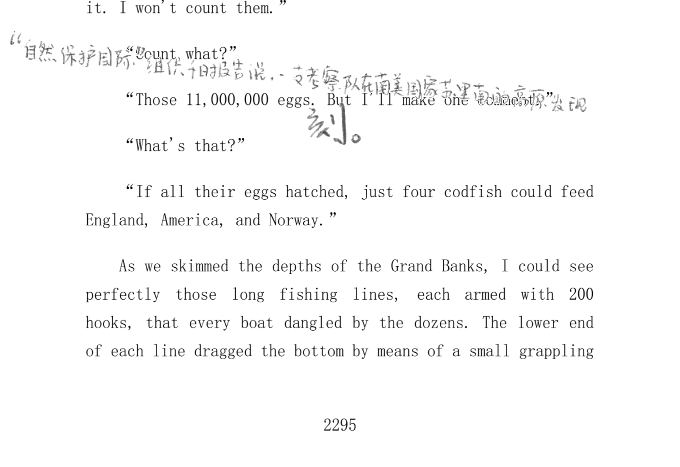 it. I won't count them.”
“Count what?”
“自然保护国际”组织4日报告说，一支考察队在南美国家苏里南的高原发现
“Those 11,000,000 eggs. But I'll make one comment.”
刻。
“What's that?”
“If all their eggs hatched, just four codfish could feed
England, America, and Norway.”
As we skimmed the depths of the Grand Banks, I could see
perfectly those long fishing lines, each armed with 200
hooks, that every boat dangled by the dozens. The lower end
of each line dragged the bottom by means of a small grappling
2295